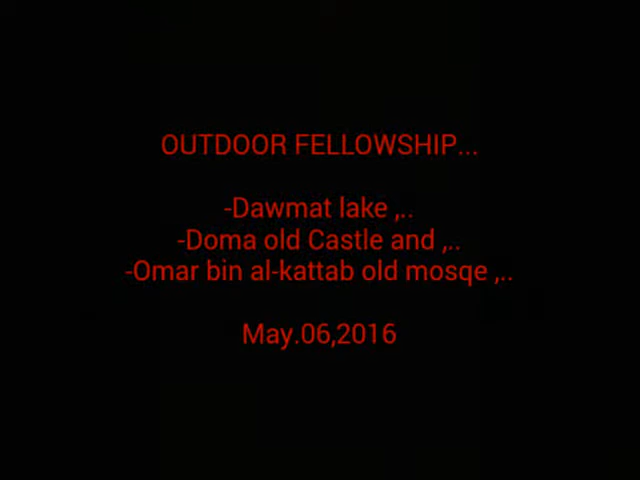 OUTDOOR FELLOWSHIP...
-Dawmat lake ,..
-Doma old Castle and ,..
-Omar bin al-kattab old mosqe ,..
May.06,2016